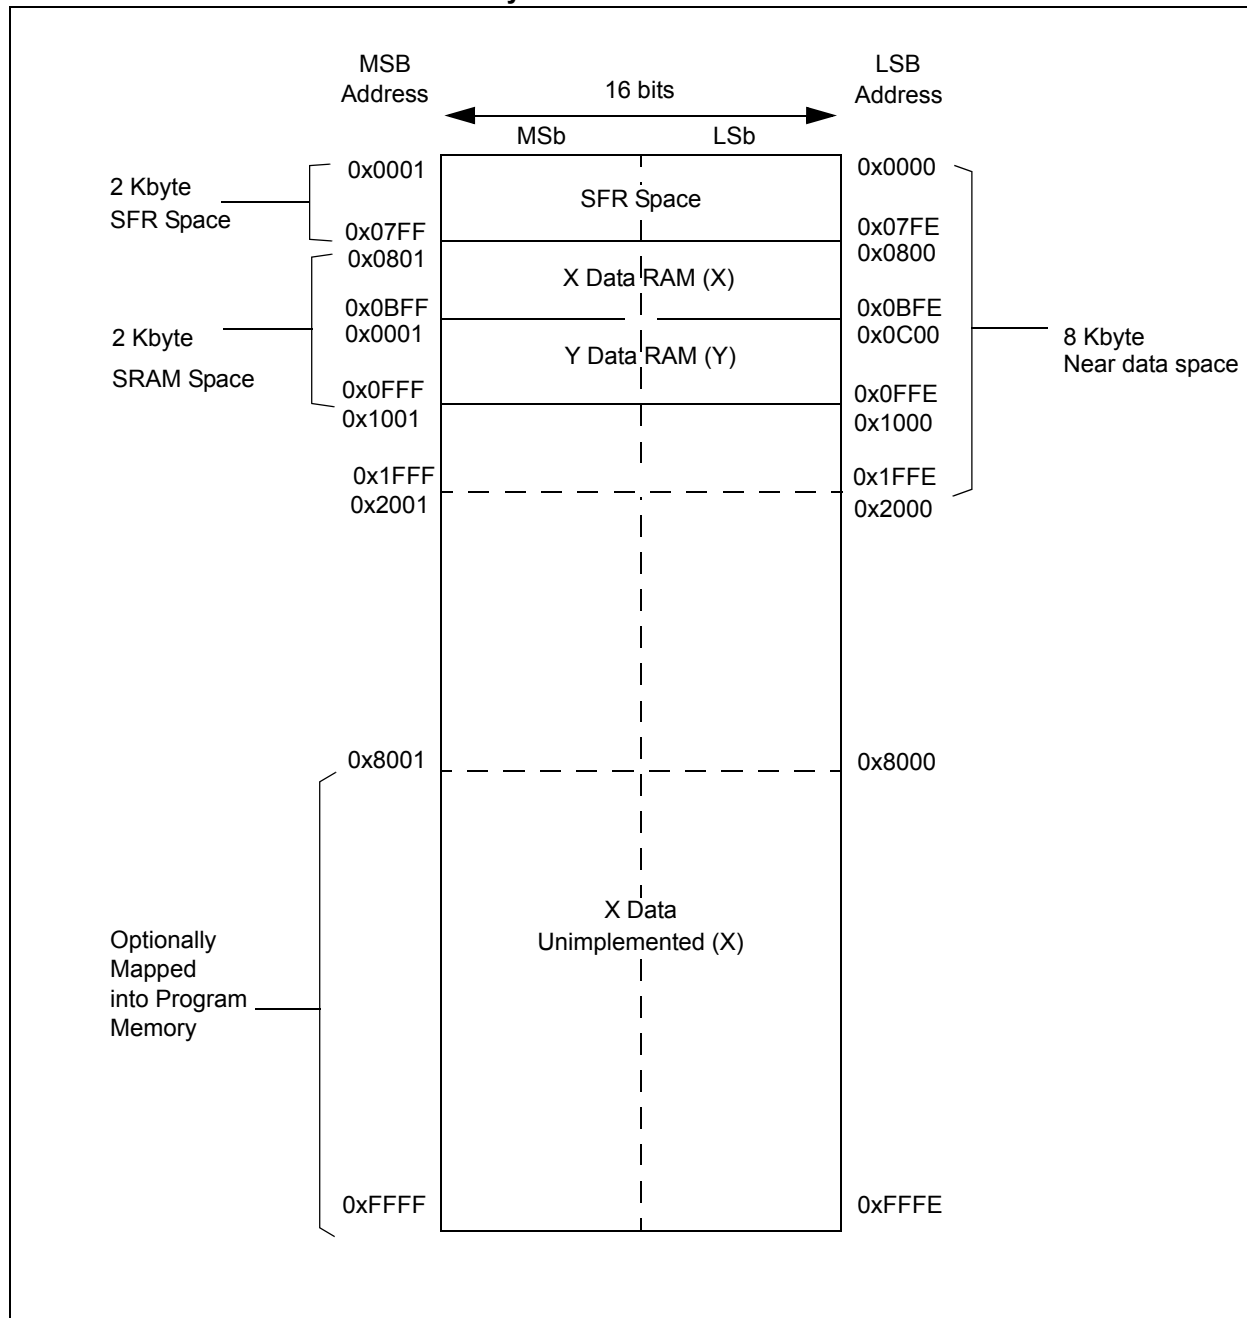 MSB
Address
16 bits
LSB
Address
MSb
LSb
0x0001
0x0000
2 Kbyte
SFR Space
SFR Space
0x07FF
0x07FE
0x0801
0x0800
X Data RAM (X)
0x0BFF
0x0BFE
0x0001
0x0C00
2 Kbyte
SRAM Space
Y Data RAM (Y)
8 Kbyte
Near data space
0x0FFF
0x0FFE
0x1001
0x1000
0x1FFF
0x1FFE
0x2001
0x2000
0x8001
0x8000
X Data
Unimplemented (X)
Optionally
Mapped
into Program
Memory
0xFFFF
0xFFFE